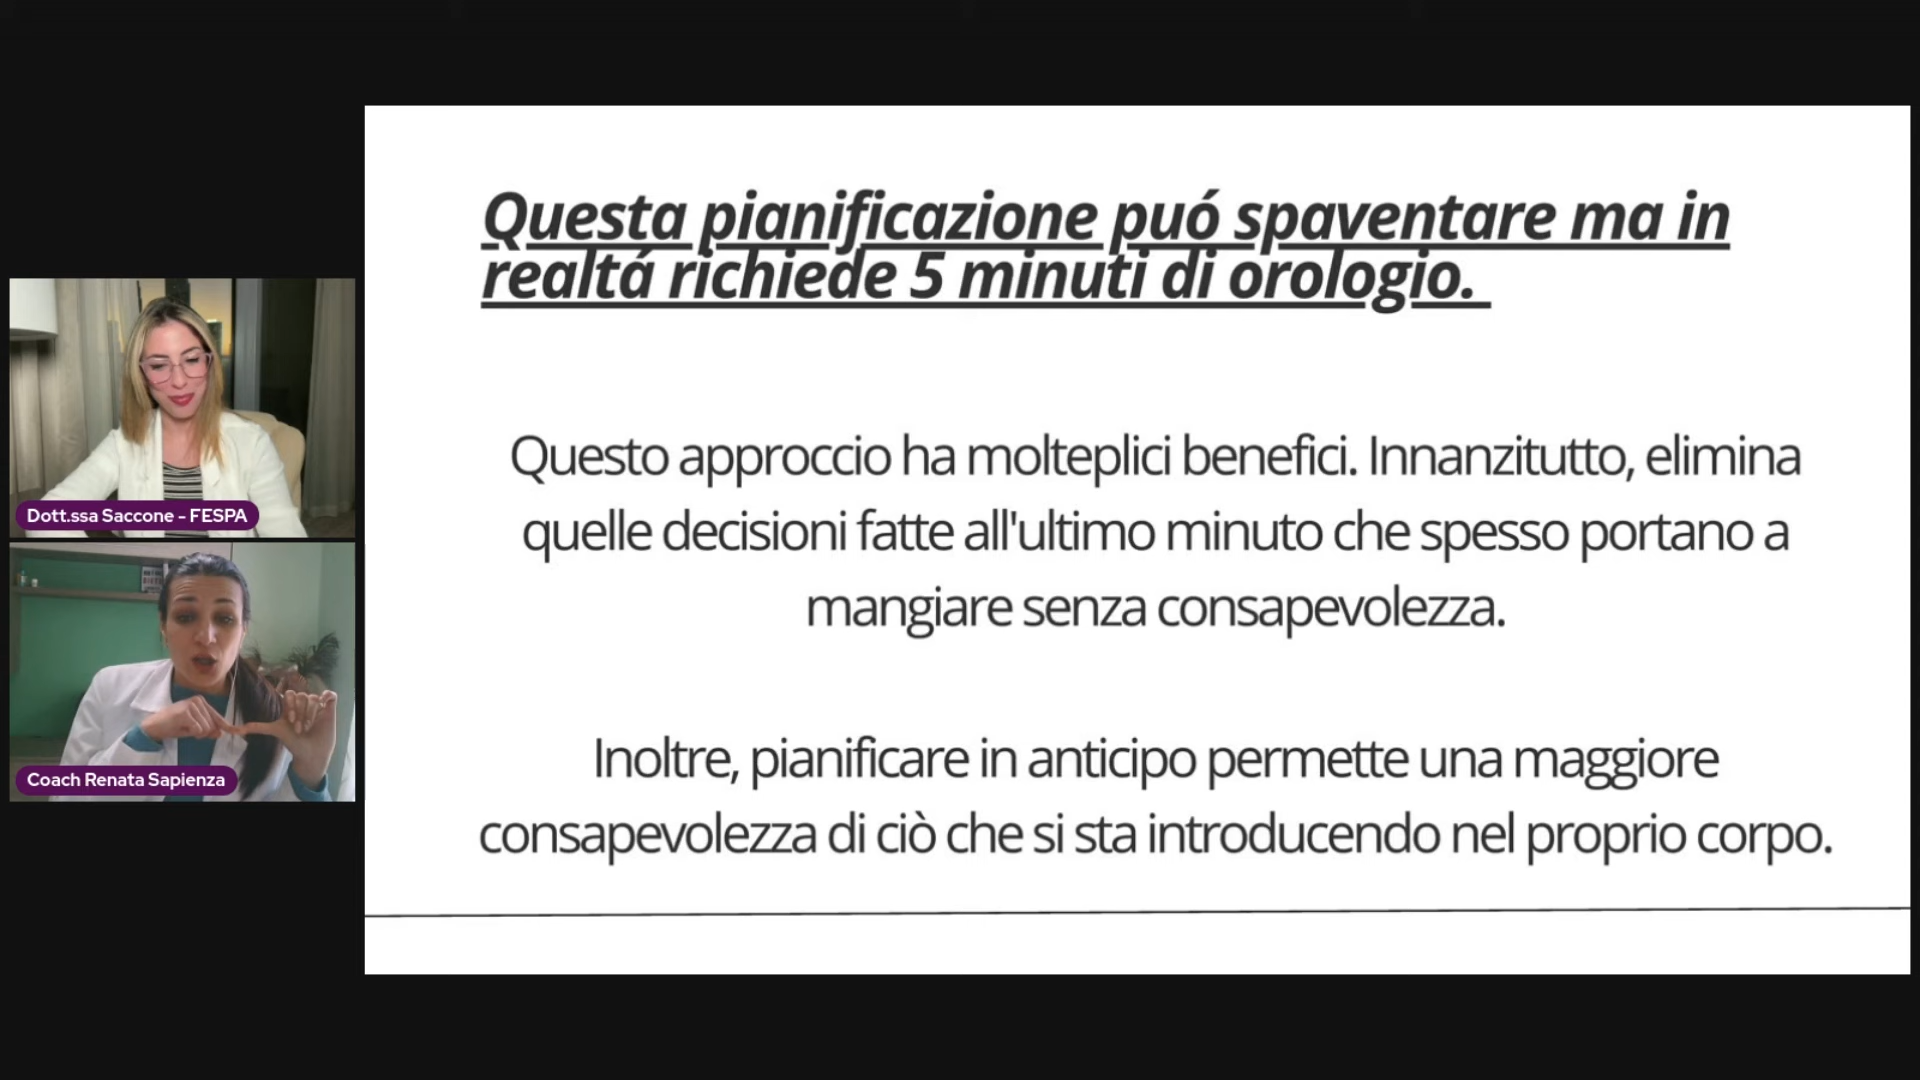 Questa pianificazione puó spaventare ma in
realtá richiede 5 minuti di orologio.
Questo approccio ha molteplici benefici. Innanzitutto, elimina
quelle decisioni fatte all'ultimo minuto che spesso portano a
mangiare senza consapevolezza.
Inoltre, pianificare in anticipo permette una maggiore
consapevolezza di ciò che si sta introducendo nel proprio corpo.
Dott.ssa Saccone - FESPA
Coach Renata Sapienza